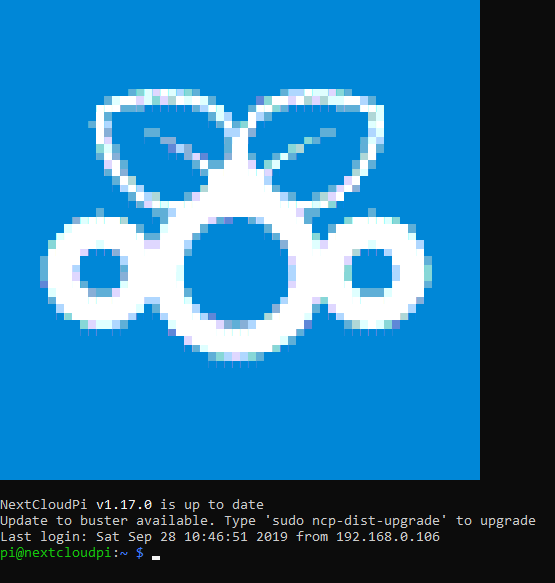 NextCloudPi v1.17.0 is up to date
Update to buster available. Type 'sudo ncp-dist-upgrade' to upgrade
Last login: Sat Sep 28 10:46:51 2019 from 192.168.0.106
pi@nextcloudpi:~ $